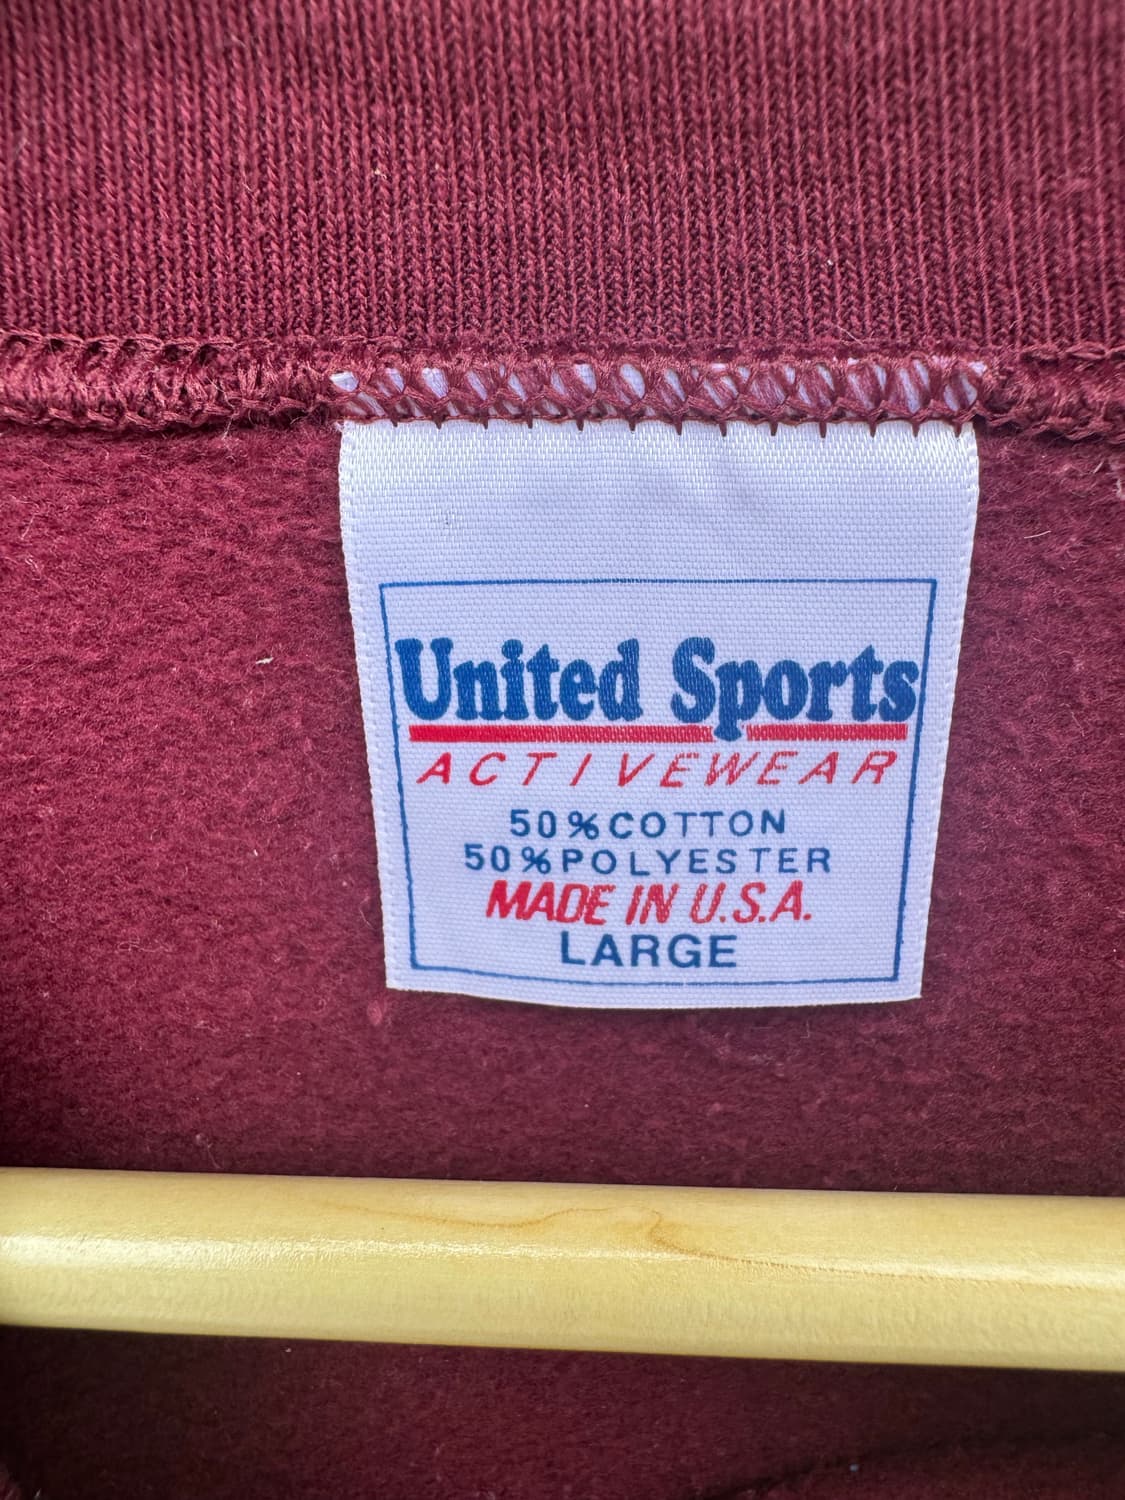 United Sports
ACTIVEWEAR
50% COTTON
50% POLYESTER
MADE IN U.S.A.
LARGE